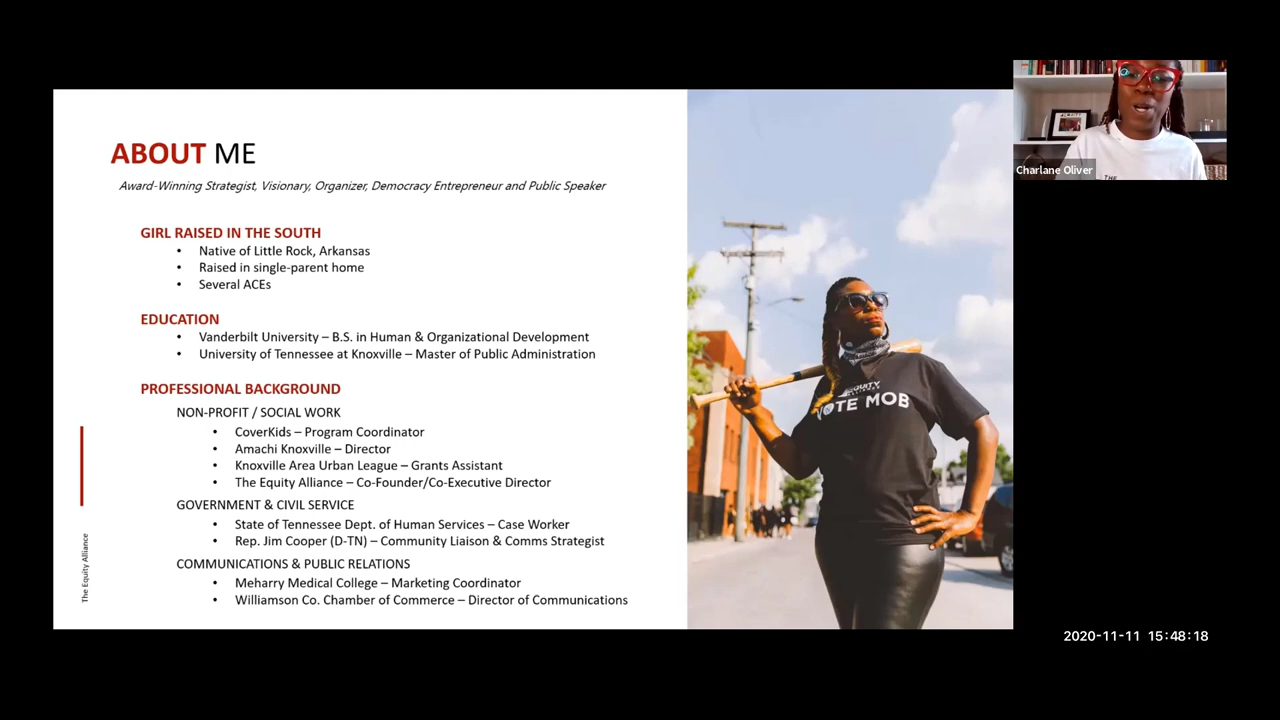 ABOUT ME
Award-Winning Strategist, Visionary, Organizer, Democracy Entrepreneur and Public Speaker
GIRL RAISED IN THE SOUTH
• Native of Little Rock, Arkansas
• Raised in single-parent home
• Several ACEs
EDUCATION
• Vanderbilt University – B.S. in Human & Organizational Development
• University of Tennessee at Knoxville – Master of Public Administration
PROFESSIONAL BACKGROUND
NON-PROFIT / SOCIAL WORK
• CoverKids – Program Coordinator
• Amachi Knoxville – Director
• Knoxville Area Urban League – Grants Assistant
• The Equity Alliance – Co-Founder/Co-Executive Director
GOVERNMENT & CIVIL SERVICE
• State of Tennessee Dept. of Human Services – Case Worker
• Rep. Jim Cooper (D-TN) – Community Liaison & Comms Strategist
COMMUNICATIONS & PUBLIC RELATIONS
• Meharry Medical College – Marketing Coordinator
• Williamson Co. Chamber of Commerce – Director of Communications
The Equity Alliance
EQUITY
VOTE MOB
THE
Charlane Oliver
2020-11-11 15:48:18